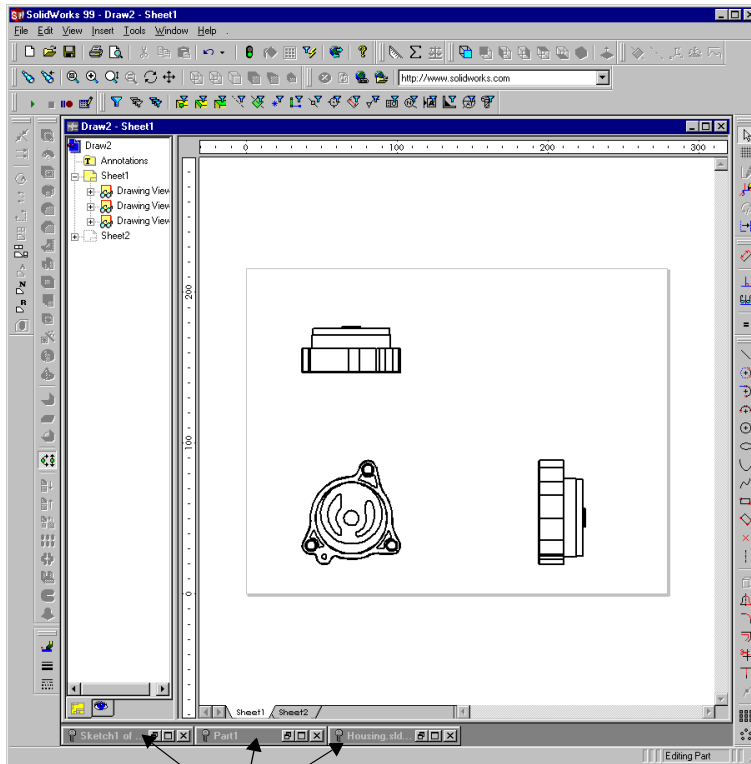 SolidWorks 99 - Draw2 - Sheet1
File Edit View Insert Tools Window Help .
http://www.solidworks.com
Draw2 - Sheet1
Draw2
Annotations
Sheet1
Drawing View
Drawing View
Drawing View
Sheet2
0 100 200 300
200
100
0
Sheet1 Sheet2
Sketch1 of ... Part1 Housing.sld...
Editing Part